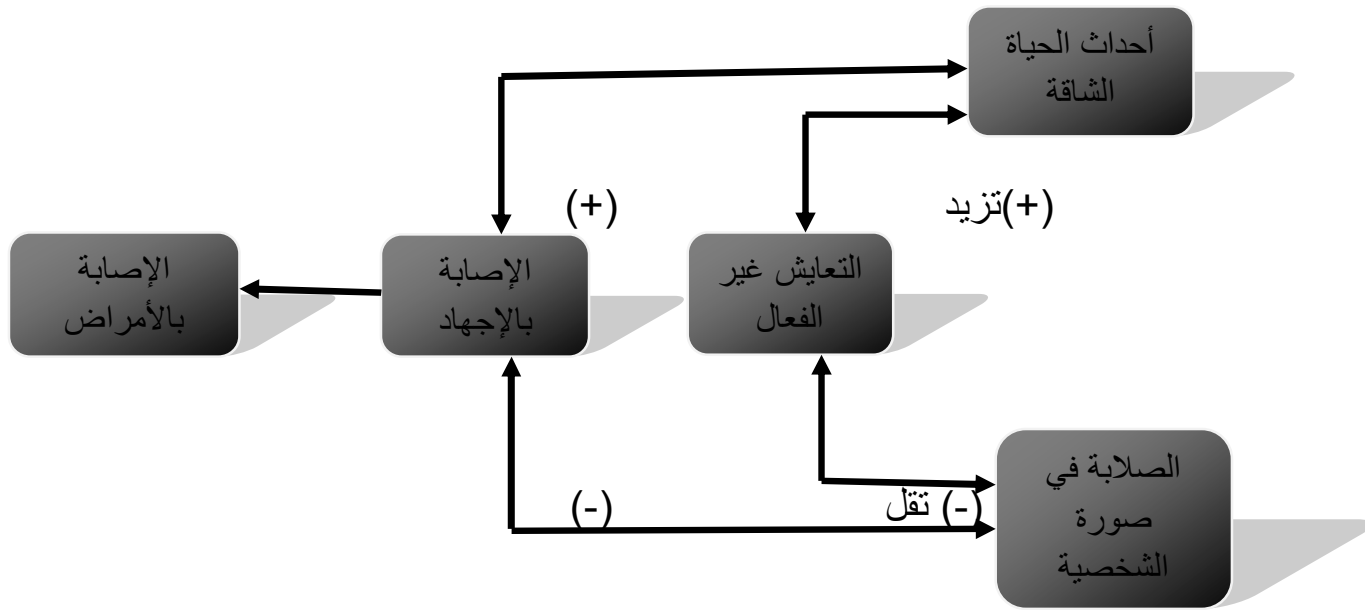 أحداث الحياة
الشاقة
(+)تزيد
(+)
التعايش غير
الفعال
الإصابة
بالإجهاد
الإصابة
بالأمراض
الصلابة في
صورة
الشخصية
(-) تقل
(-)